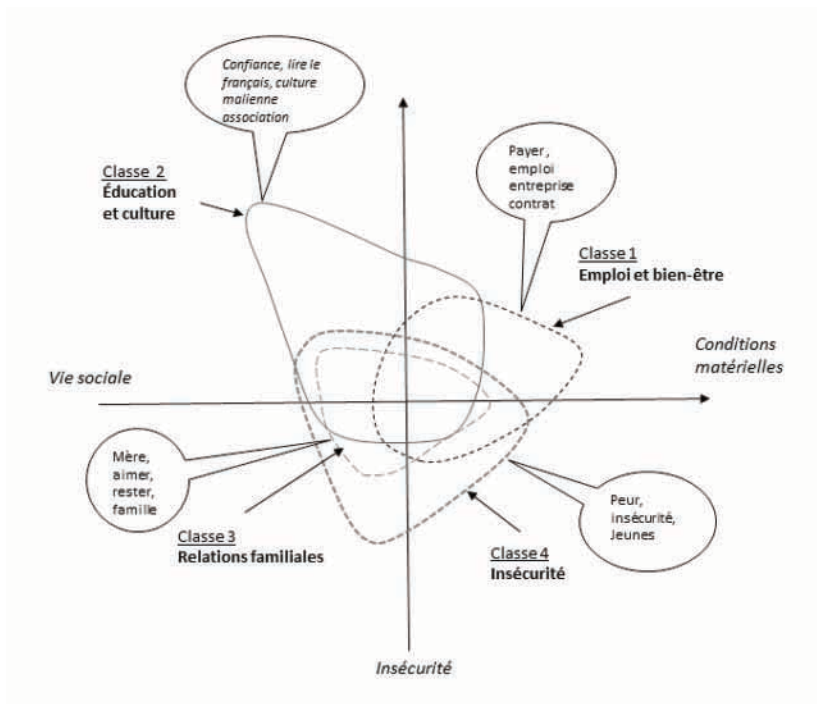 Confiance, lire le
français, culture
malienne
association
Classe 2
Éducation
et culture
Payer,
emploi
entreprise
contrat
Classe 1
Emploi et bien-être
Conditions
matérielles
Vie sociale
Mère,
aimer,
rester,
famille
Classe 3
Relations familiales
Peur,
insécurité,
Jeunes
Classe 4
Insécurité
Insécurité